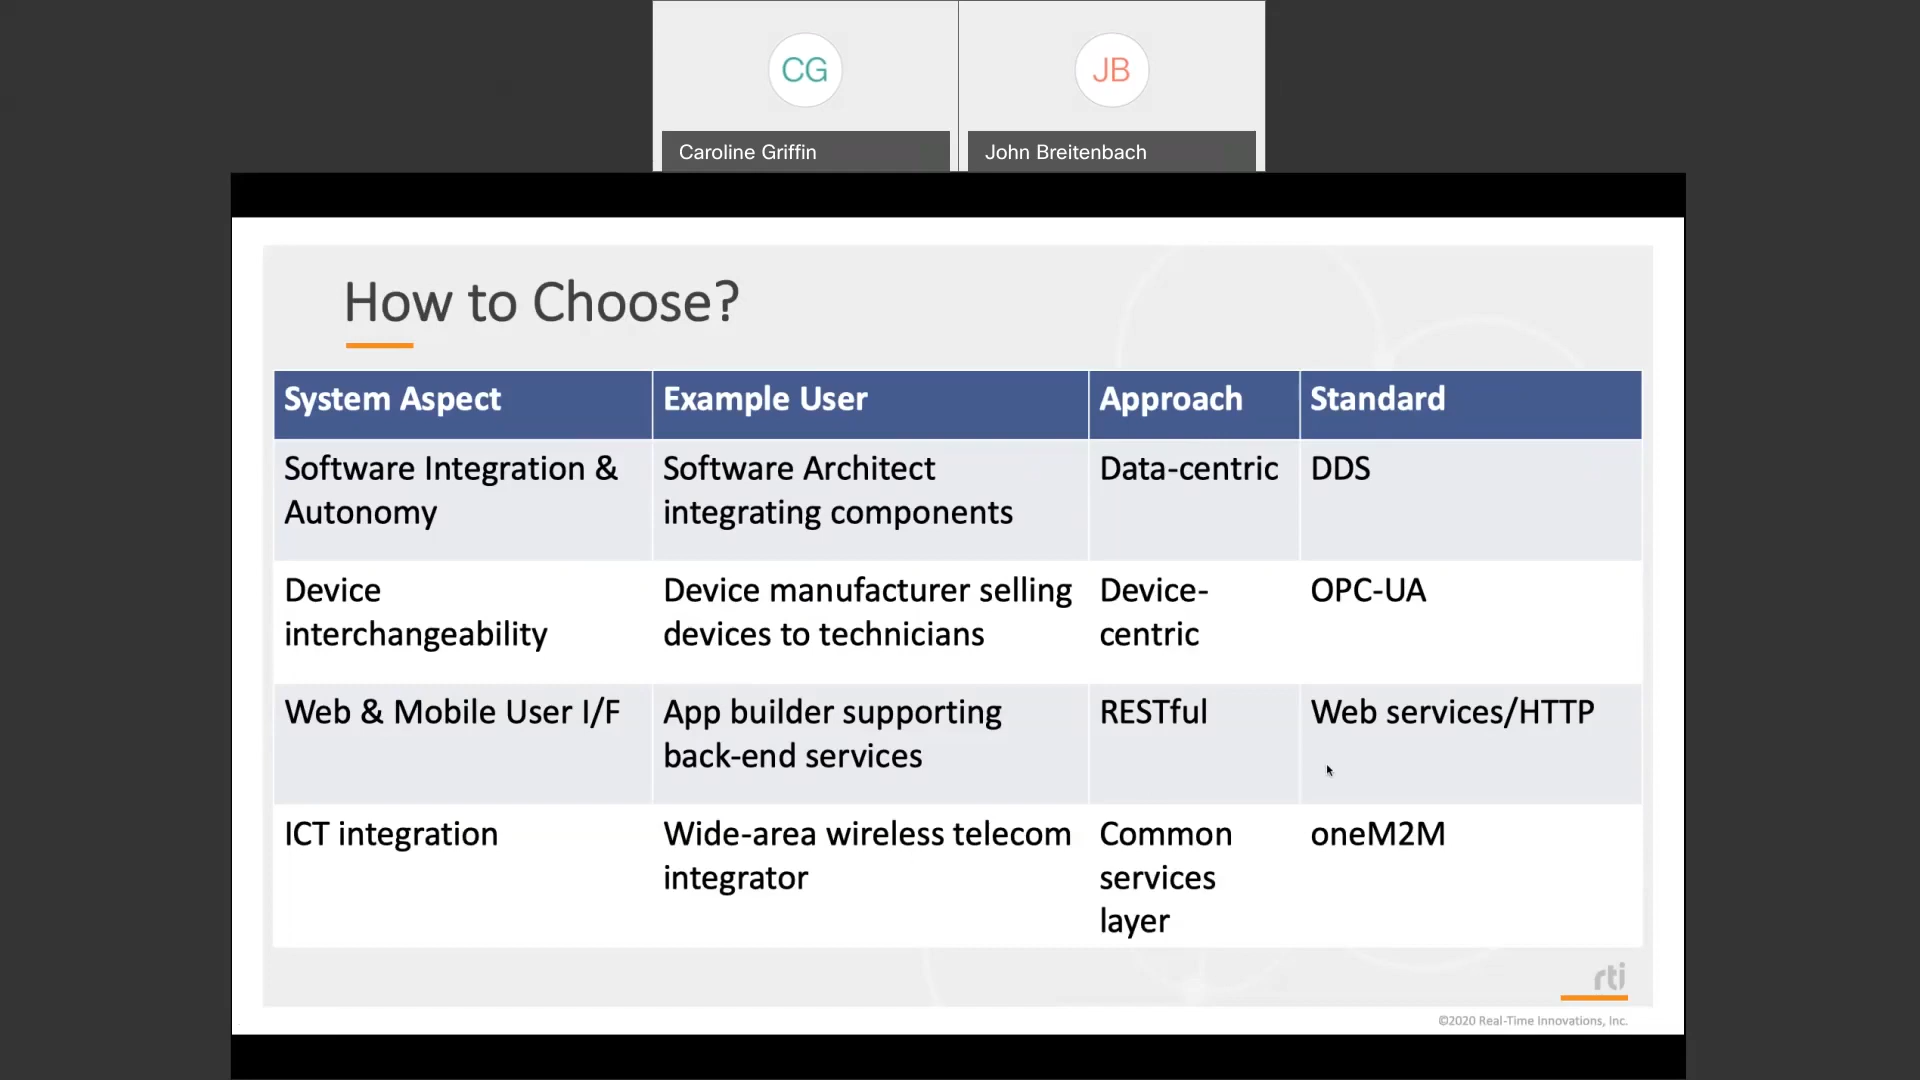 CG
JB
Caroline Griffin
John Breitenbach
How to Choose?
System Aspect
Example User
Approach
Standard
Software Integration &
Autonomy
Software Architect
integrating components
Data-centric
DDS
Device
interchangeability
Device manufacturer selling
devices to technicians
Device-
centric
OPC-UA
Web & Mobile User I/F
App builder supporting
back-end services
RESTful
Web services/HTTP
ICT integration
Wide-area wireless telecom
integrator
Common
services
layer
oneM2M
rti
©2020 Real-Time Innovations, Inc.